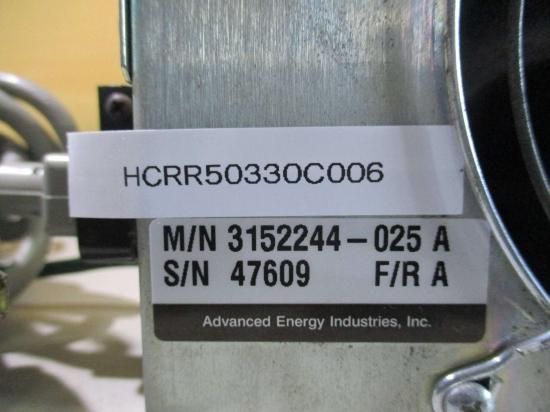 HCRR50330C006
M/N 3152244-025 A
S/N 47609 F/R A
Advanced Energy Industries, Inc.